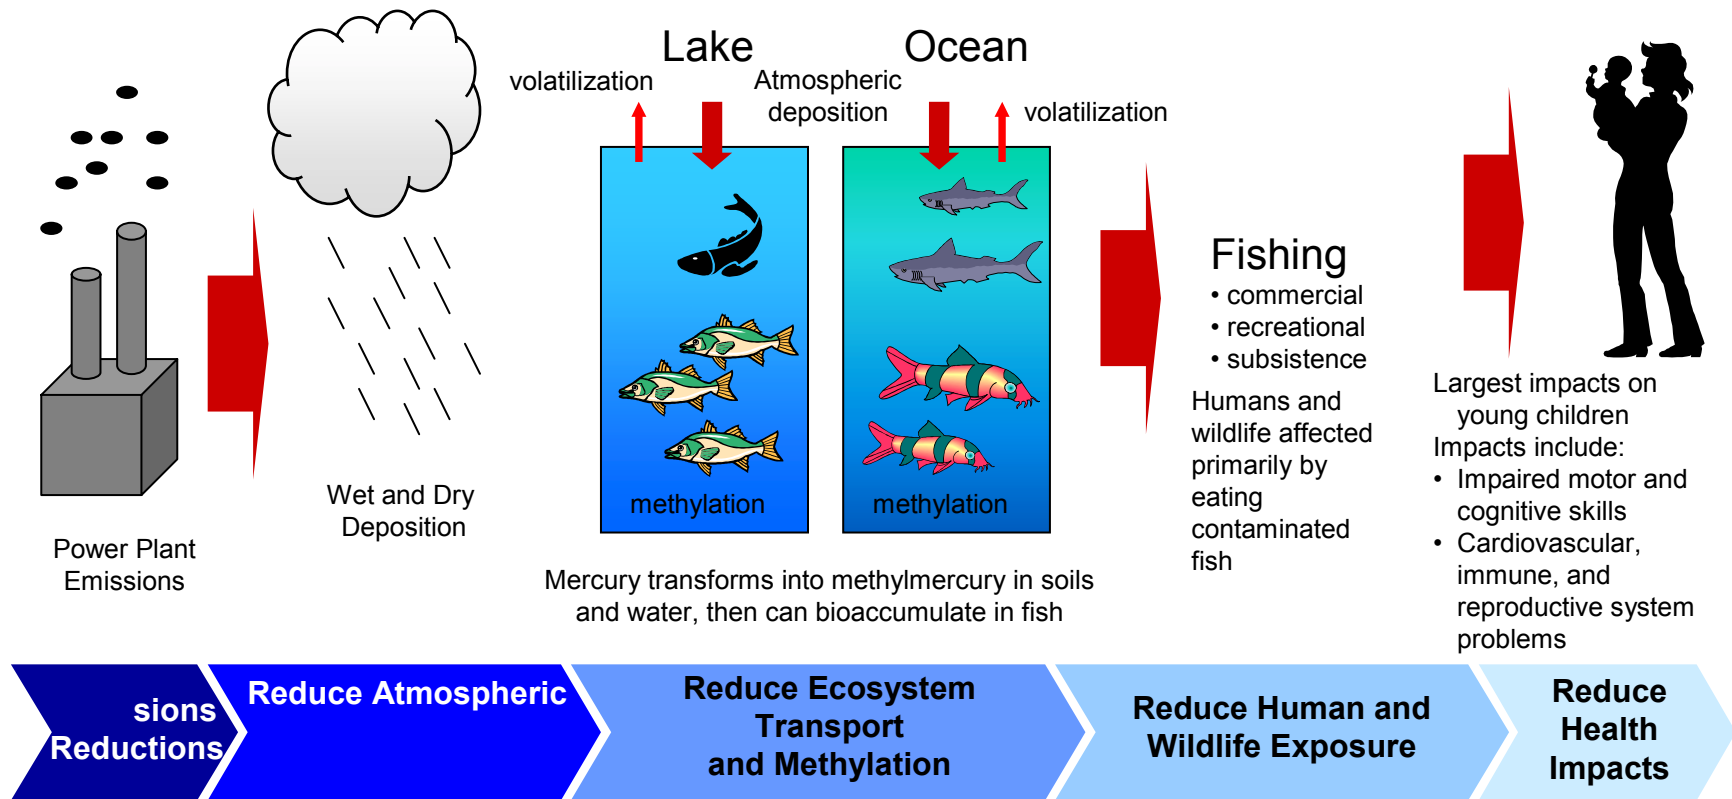 Lake
Ocean
volatilization
Atmospheric
deposition
volatilization
methylation
methylation
Power Plant
Emissions
Wet and Dry
Deposition
Mercury transforms into methylmercury in soils
and water, then can bioaccumulate in fish
Fishing
• commercial
• recreational
• subsistence
Humans and
wildlife affected
primarily by
eating
contaminated
fish
Largest impacts on
young children
Impacts include:
• Impaired motor and
cognitive skills
• Cardiovascular,
immune, and
reproductive system
problems
sions
Reductions
Reduce Atmospheric
Reduce Ecosystem
Transport
and Methylation
Reduce Human and
Wildlife Exposure
Reduce
Health
Impacts